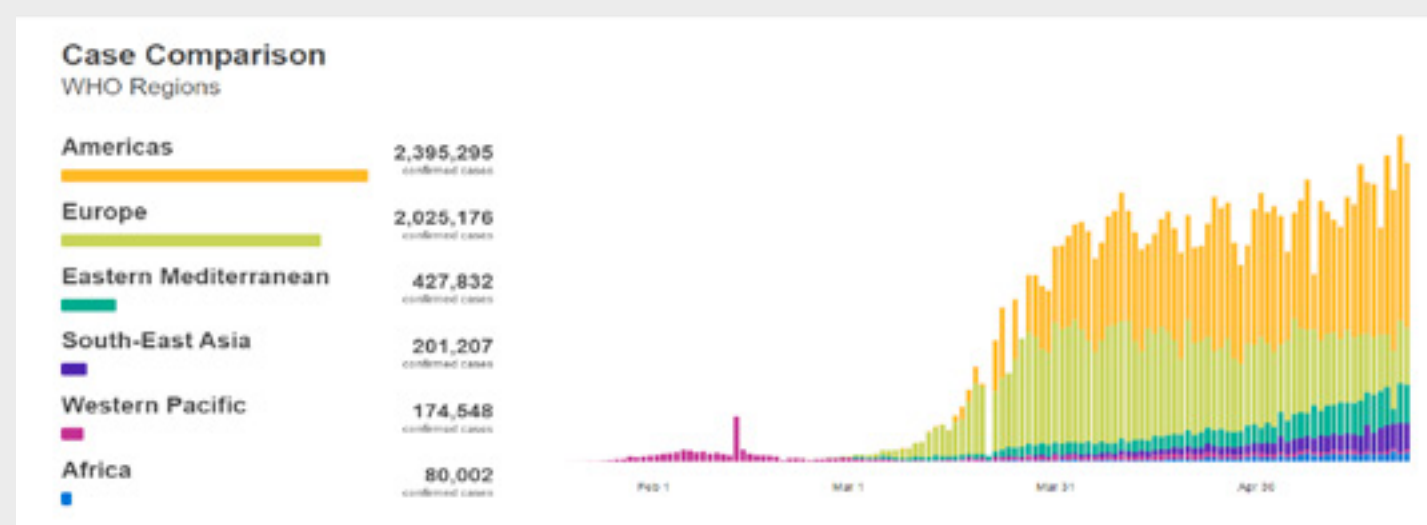 Case Comparison
WHO Regions
Americas
2,395,295
confirmed cases
Europe
2,025,176
confirmed cases
Eastern Mediterranean
427,832
confirmed cases
South-East Asia
201,207
confirmed cases
Western Pacific
174,548
confirmed cases
Africa
80,002
confirmed cases
Feb 1
Mar 1
Mar 31
Apr 30